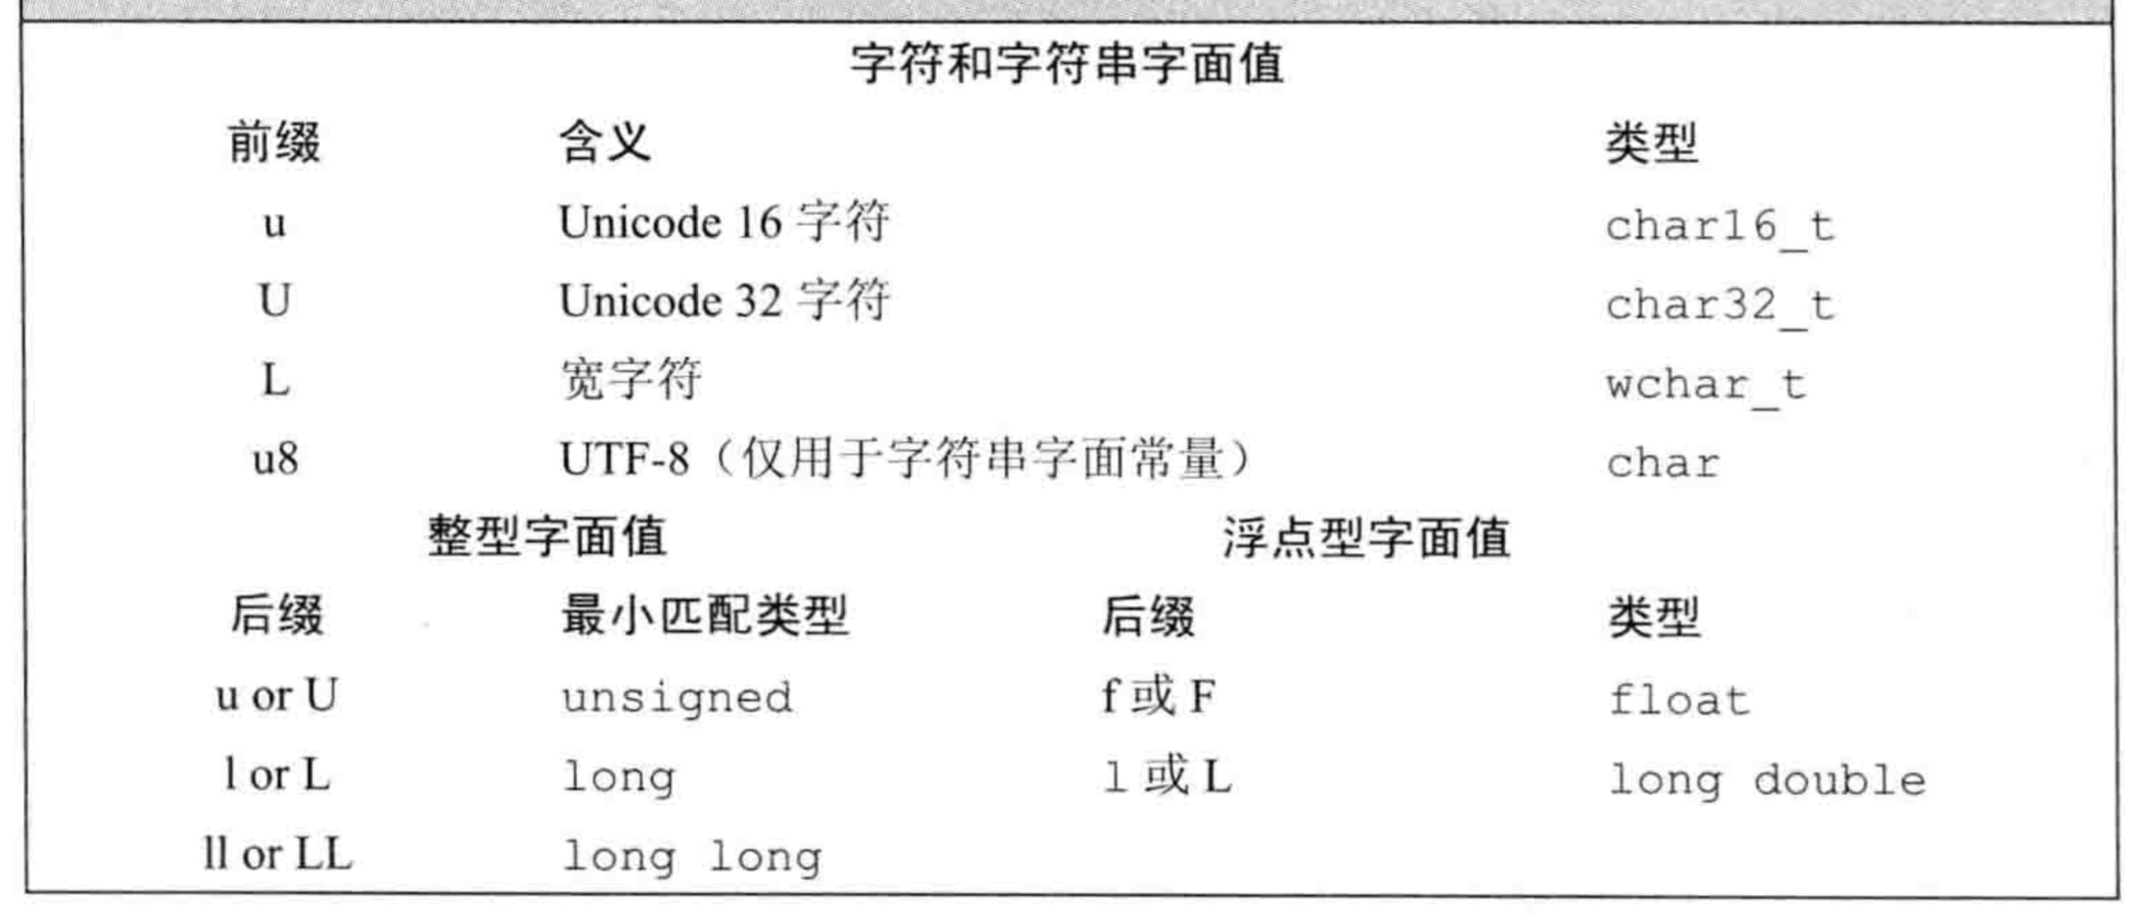 字符和字符串字面值
前缀 含义 类型
u Unicode 16 字符 char16_t
U Unicode 32 字符 char32_t
L 宽字符 wchar_t
u8 UTF-8（仅用于字符串字面常量） char
整型字面值 浮点型字面值
后缀 最小匹配类型 后缀 类型
u or U unsigned f 或 F float
l or L long l 或 L long double
ll or LL long long